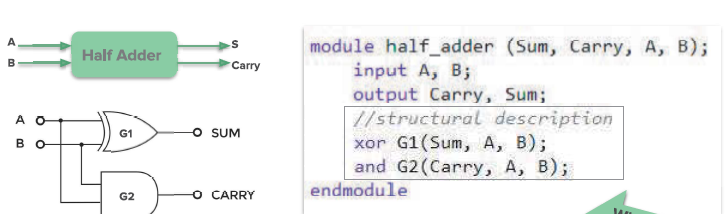 A
B
Half Adder
S
Carry
A
B
G1
SUM
G2
CARRY
module half_adder (Sum, Carry, A, B);
input A, B;
output Carry, Sum;
//structural description
xor G1(Sum, A, B);
and G2(Carry, A, B);
endmodule